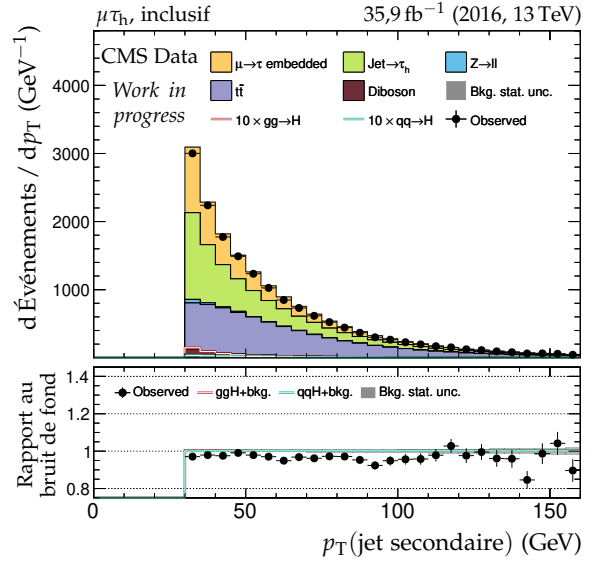 μτh, inclusif 35,9 fb⁻¹ (2016, 13 TeV)
CMS Data
Work in progress
μ→τ embedded Jet→τh Z→ll
tt̄ Diboson Bkg. stat. unc.
10 × gg→H 10 × qq→H Observed
d Événements / dpT (GeV⁻¹)
4000
3000
2000
1000
Observed ggH+bkg. qqH+bkg. Bkg. stat. unc.
Rapport au
bruit de fond
1.4
1.2
1
0.8
0 50 100 150
pT(jet secondaire) (GeV)